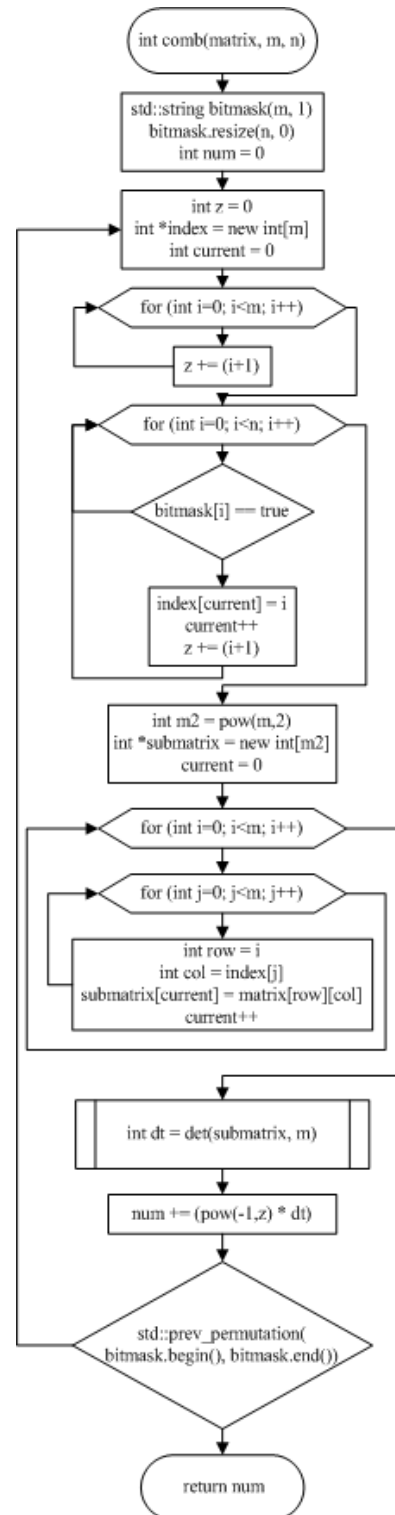 int comb(matrix, m, n)
std::string bitmask(m, 1)
bitmask.resize(n, 0)
int num = 0
int z = 0
int *index = new int[m]
int current = 0
for (int i=0; i<m; i++)
z += (i+1)
for (int i=0; i<n; i++)
bitmask[i] == true
index[current] = i
current++
z += (i+1)
int m2 = pow(m,2)
int *submatrix = new int[m2]
current = 0
for (int i=0; i<m; i++)
for (int j=0; j<m; j++)
int row = i
int col = index[j]
submatrix[current] = matrix[row][col]
current++
int dt = det(submatrix, m)
num += (pow(-1,z) * dt)
std::prev_permutation(
bitmask.begin(), bitmask.end())
return num